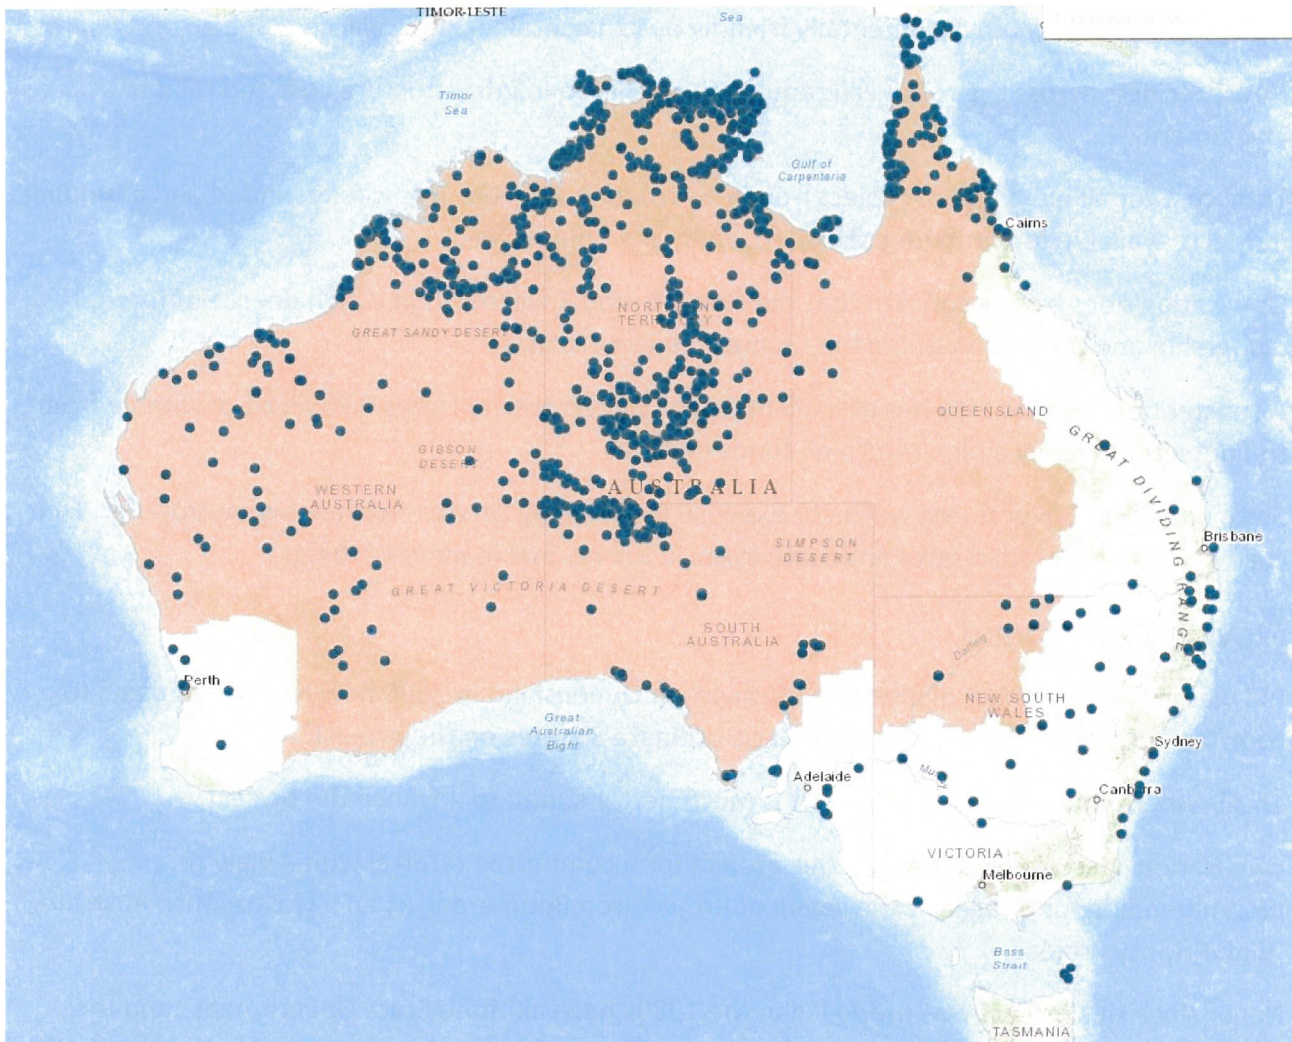 TIMOR-LESTE
Sea
Timor
Sea
Gulf of
Carpenteria
Cairns
NORTHERN
TERRITORY
GREAT SANDY DESERT
QUEENSLAND
GREAT DIVIDING RANGE
GIBSON
DESERT
WESTERN
AUSTRALIA
AUSTRALIA
Brisbane
SIMPSON
DESERT
GREAT VICTORIA DESERT
SOUTH
AUSTRALIA
Darling
Perth
NEW SOUTH
WALES
Great
Australian
Bight
Sydney
Adelaide
Murray
Canberra
VICTORIA
Melbourne
Bass
Strait
TASMANIA